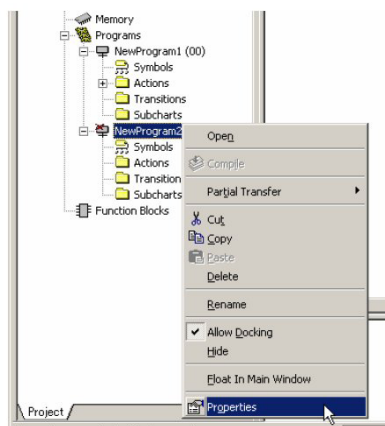 Memory
Programs
NewProgram1 (00)
Symbols
Actions
Transitions
Subcharts
NewProgram2
Symbols
Actions
Transition
Subcharts
Function Blocks
Open
Compile
Partial Transfer
Cut
Copy
Paste
Delete
Rename
Allow Docking
Hide
Float In Main Window
Properties
Project